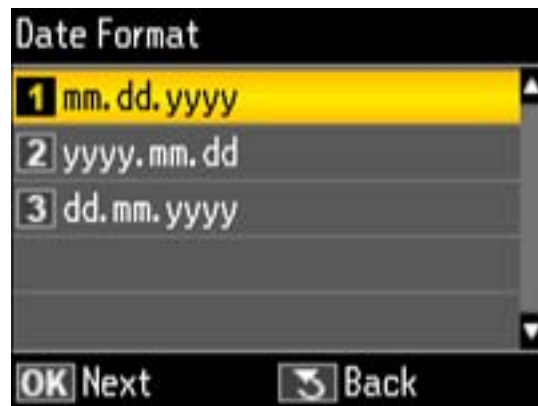 Date Format
1 mm.dd.yyyy
2 yyyy.mm.dd
3 dd.mm.yyyy
OK Next Back